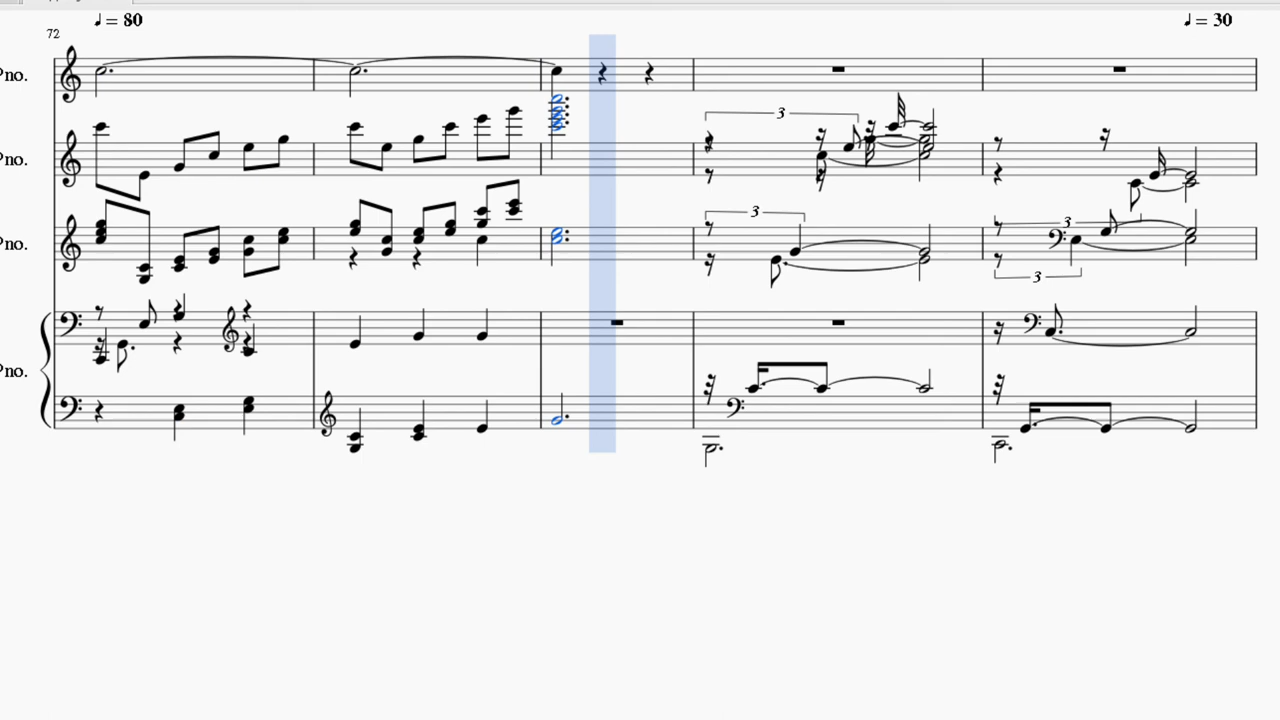 ♩ = 80
♩ = 30
72
Pno.
Pno.
3
Pno.
3
3
3
Pno.